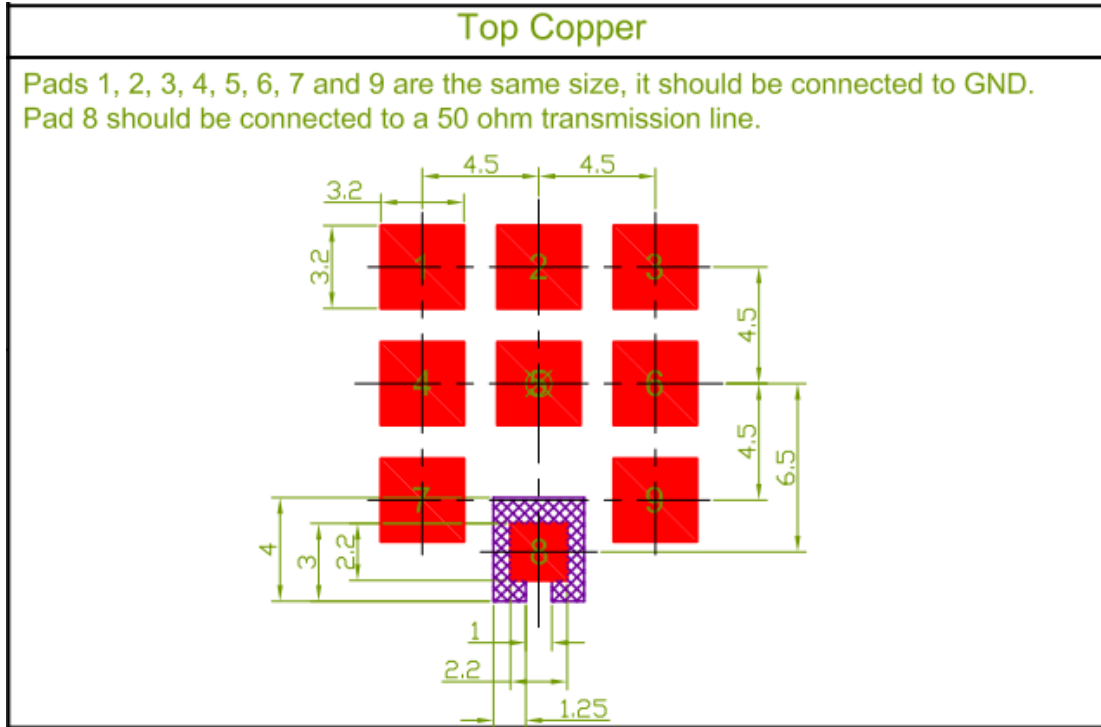 Top Copper
Pads 1, 2, 3, 4, 5, 6, 7 and 9 are the same size, it should be connected to GND.
Pad 8 should be connected to a 50 ohm transmission line.
4.5 4.5
3.2
3.2
1 2 3
4.5
4 5 6
4.5
6.5
7 9
4
3
2.2
8
1
2.2
1.25